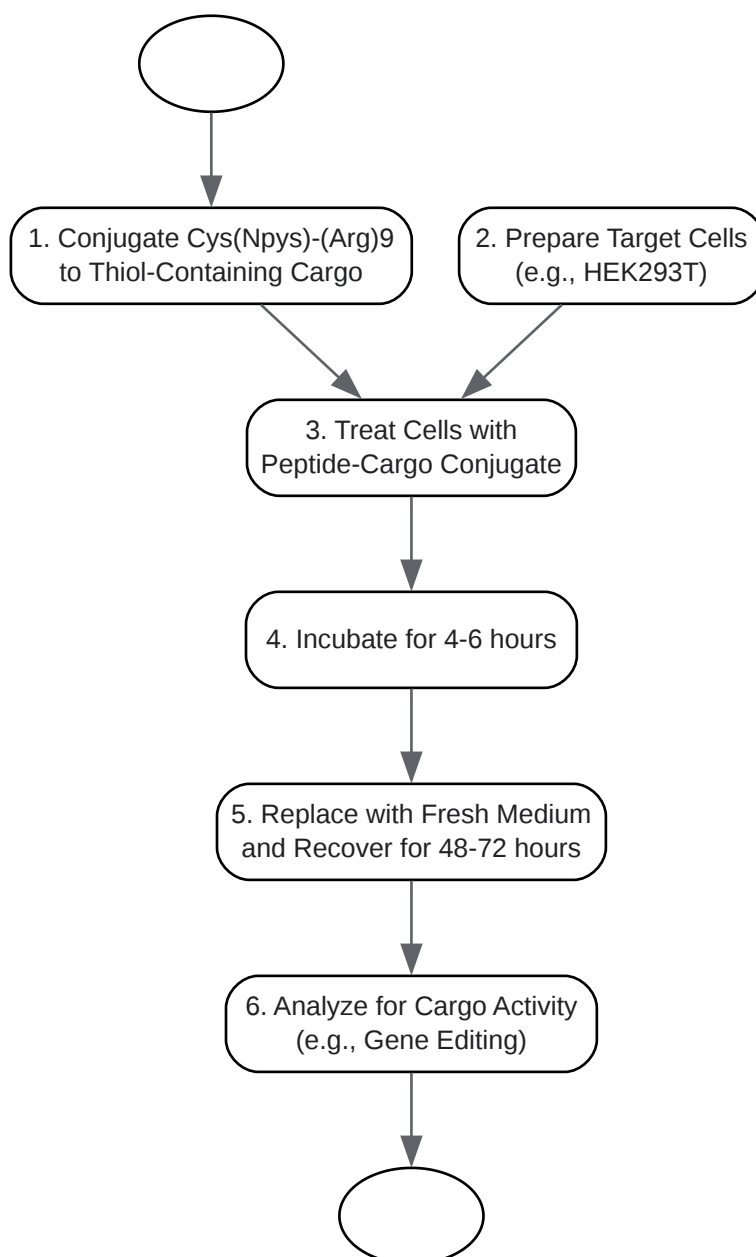 1. Conjugate Cys(Npys)-(Arg)9
to Thiol-Containing Cargo
2. Prepare Target Cells
(e.g., HEK293T)
3. Treat Cells with
Peptide-Cargo Conjugate
4. Incubate for 4-6 hours
5. Replace with Fresh Medium
and Recover for 48-72 hours
6. Analyze for Cargo Activity
(e.g., Gene Editing)